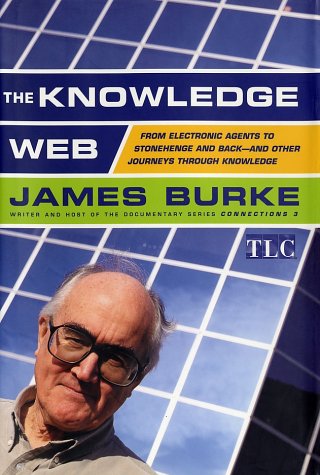 THE KNOWLEDGE
WEB
FROM ELECTRONIC AGENTS TO
STONEHENGE AND BACK—AND OTHER
JOURNEYS THROUGH KNOWLEDGE
JAMES BURKE
WRITER AND HOST OF THE DOCUMENTARY SERIES CONNECTIONS 3
TLC